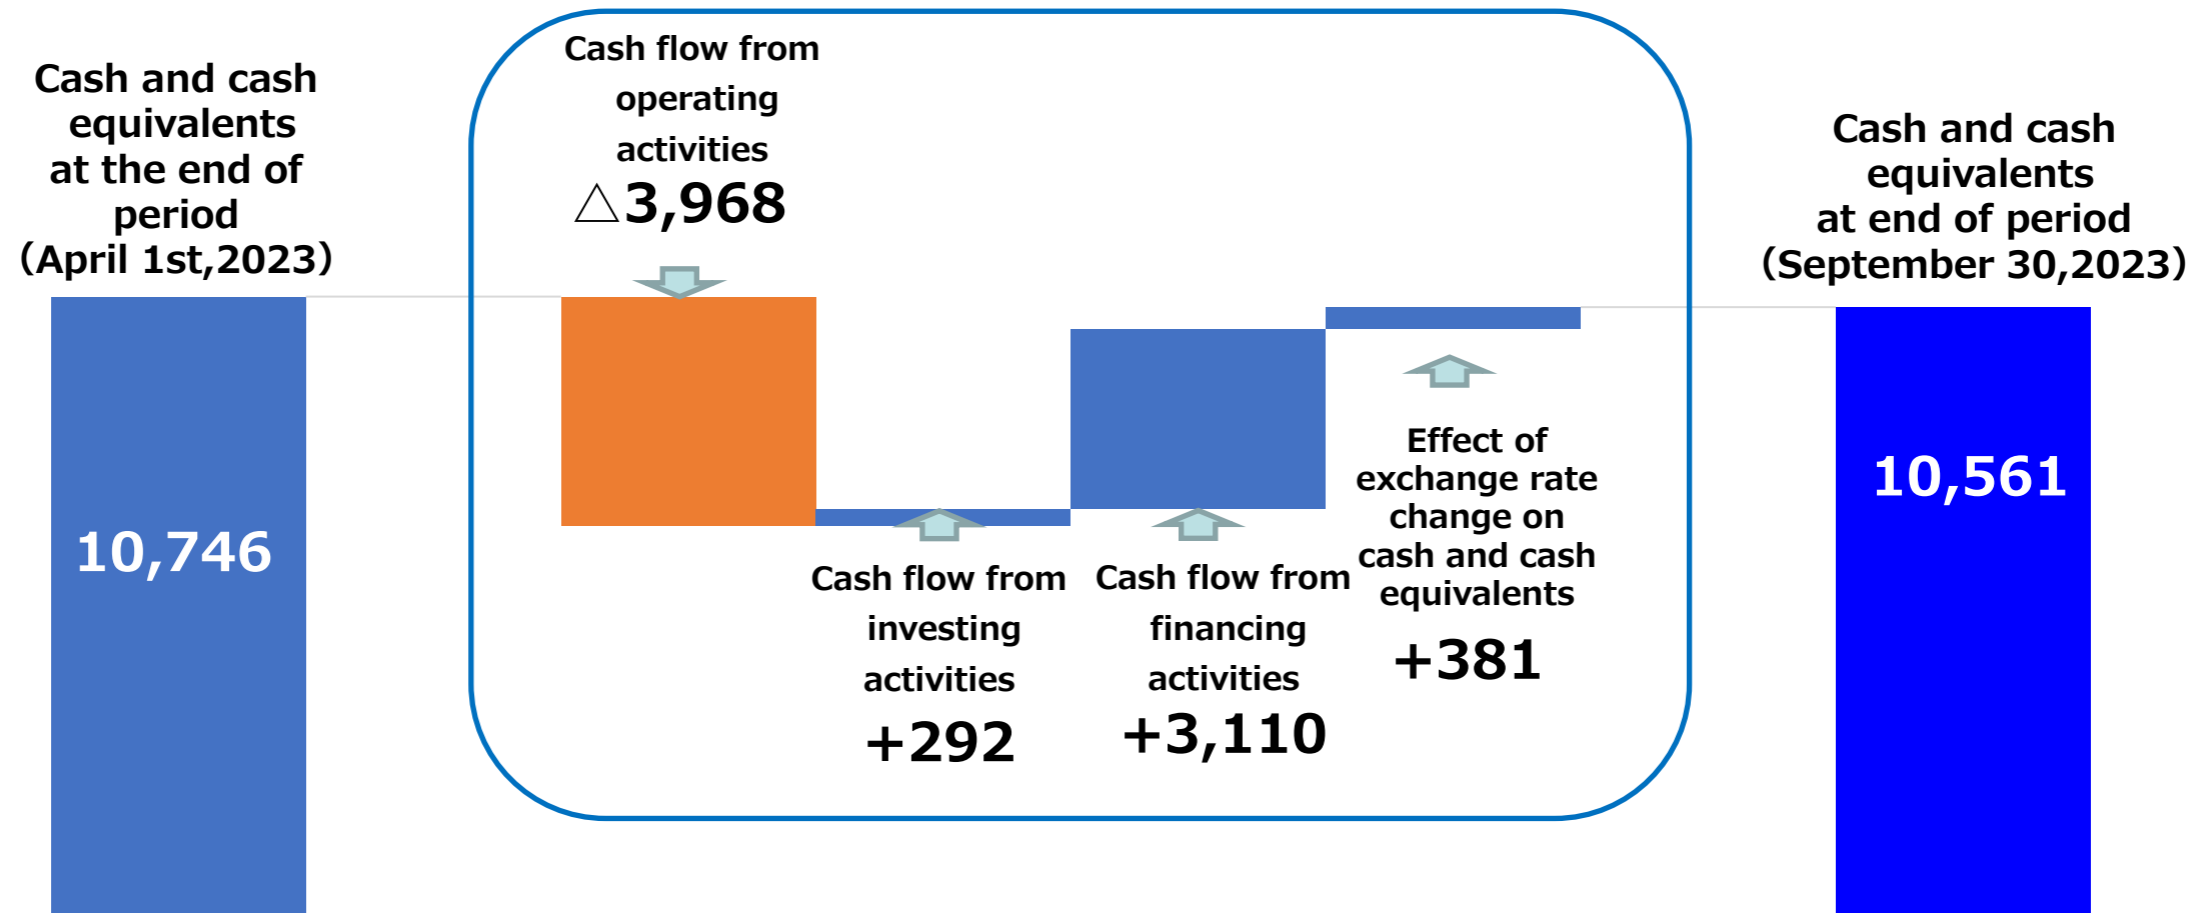 Cash and cash
equivalents
at the end of
period
（April 1st,2023）
10,746
Cash flow from
operating
activities
△3,968
Cash flow from
investing
activities
+292
Cash flow from
financing
activities
+3,110
Effect of
exchange rate
change on
cash and cash
equivalents
+381
Cash and cash
equivalents
at end of period
（September 30,2023）
10,561